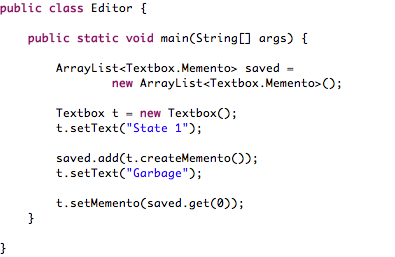 public class Editor {
public static void main(String[] args) {
ArrayList<Textbox.Memento> saved =
new ArrayList<Textbox.Memento>();
Textbox t = new Textbox();
t.setText("State 1");
saved.add(t.createMemento());
t.setText("Garbage");
t.setMemento(saved.get(0));
}
}